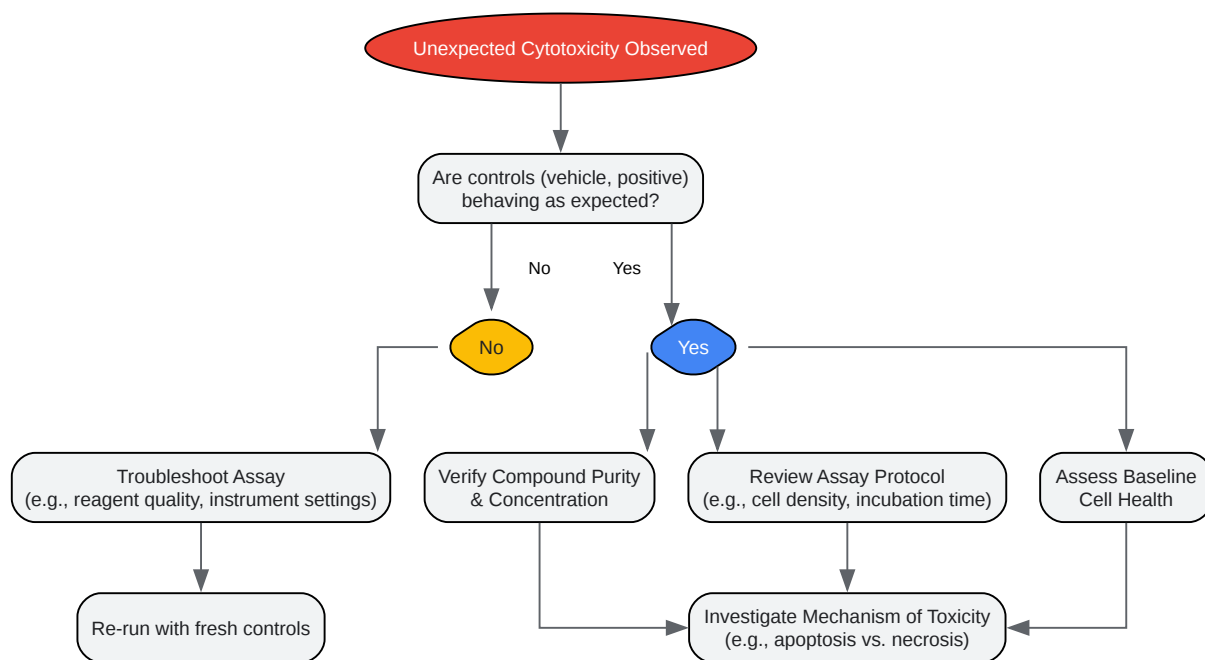 Unexpected Cytotoxicity Observed
Are controls (vehicle, positive)
behaving as expected?
No
Yes
No
Yes
Troubleshoot Assay
(e.g., reagent quality, instrument settings)
Verify Compound Purity
& Concentration
Review Assay Protocol
(e.g., cell density, incubation time)
Assess Baseline
Cell Health
Re-run with fresh controls
Investigate Mechanism of Toxicity
(e.g., apoptosis vs. necrosis)